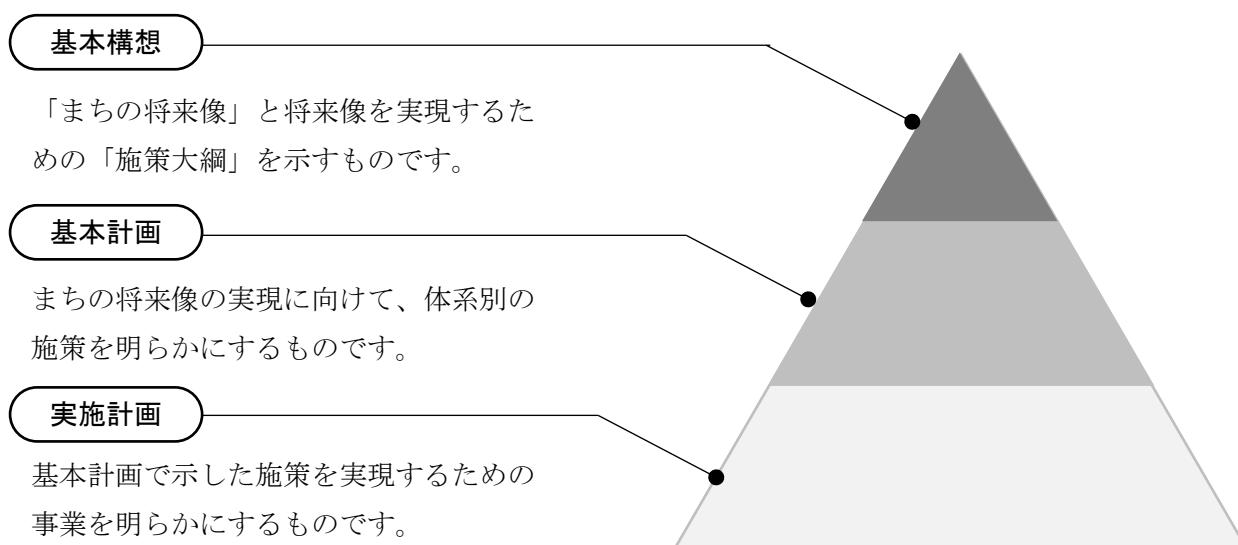 基本構想
「まちの将来像」と将来像を実現するた
めの「施策大綱」を示すものです。
基本計画
まちの将来像の実現に向けて、体系別の
施策を明らかにするものです。
実施計画
基本計画で示した施策を実現するための
事業を明らかにするものです。